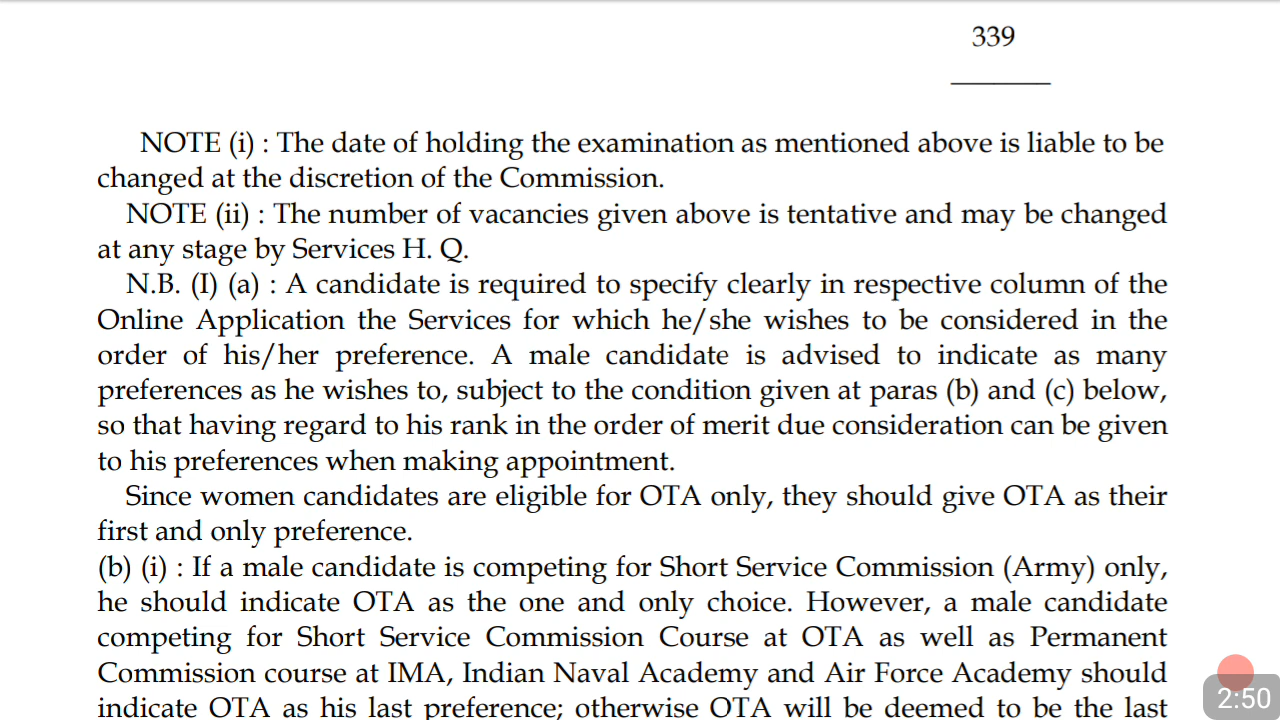 339
NOTE (i) : The date of holding the examination as mentioned above is liable to be
changed at the discretion of the Commission.
NOTE (ii) : The number of vacancies given above is tentative and may be changed
at any stage by Services H. Q.
N.B. (I) (a) : A candidate is required to specify clearly in respective column of the
Online Application the Services for which he/she wishes to be considered in the
order of his/her preference. A male candidate is advised to indicate as many
preferences as he wishes to, subject to the condition given at paras (b) and (c) below,
so that having regard to his rank in the order of merit due consideration can be given
to his preferences when making appointment.
Since women candidates are eligible for OTA only, they should give OTA as their
first and only preference.
(b) (i) : If a male candidate is competing for Short Service Commission (Army) only,
he should indicate OTA as the one and only choice. However, a male candidate
competing for Short Service Commission Course at OTA as well as Permanent
Commission course at IMA, Indian Naval Academy and Air Force Academy should
indicate OTA as his last preference; otherwise OTA will be deemed to be the last
2:50